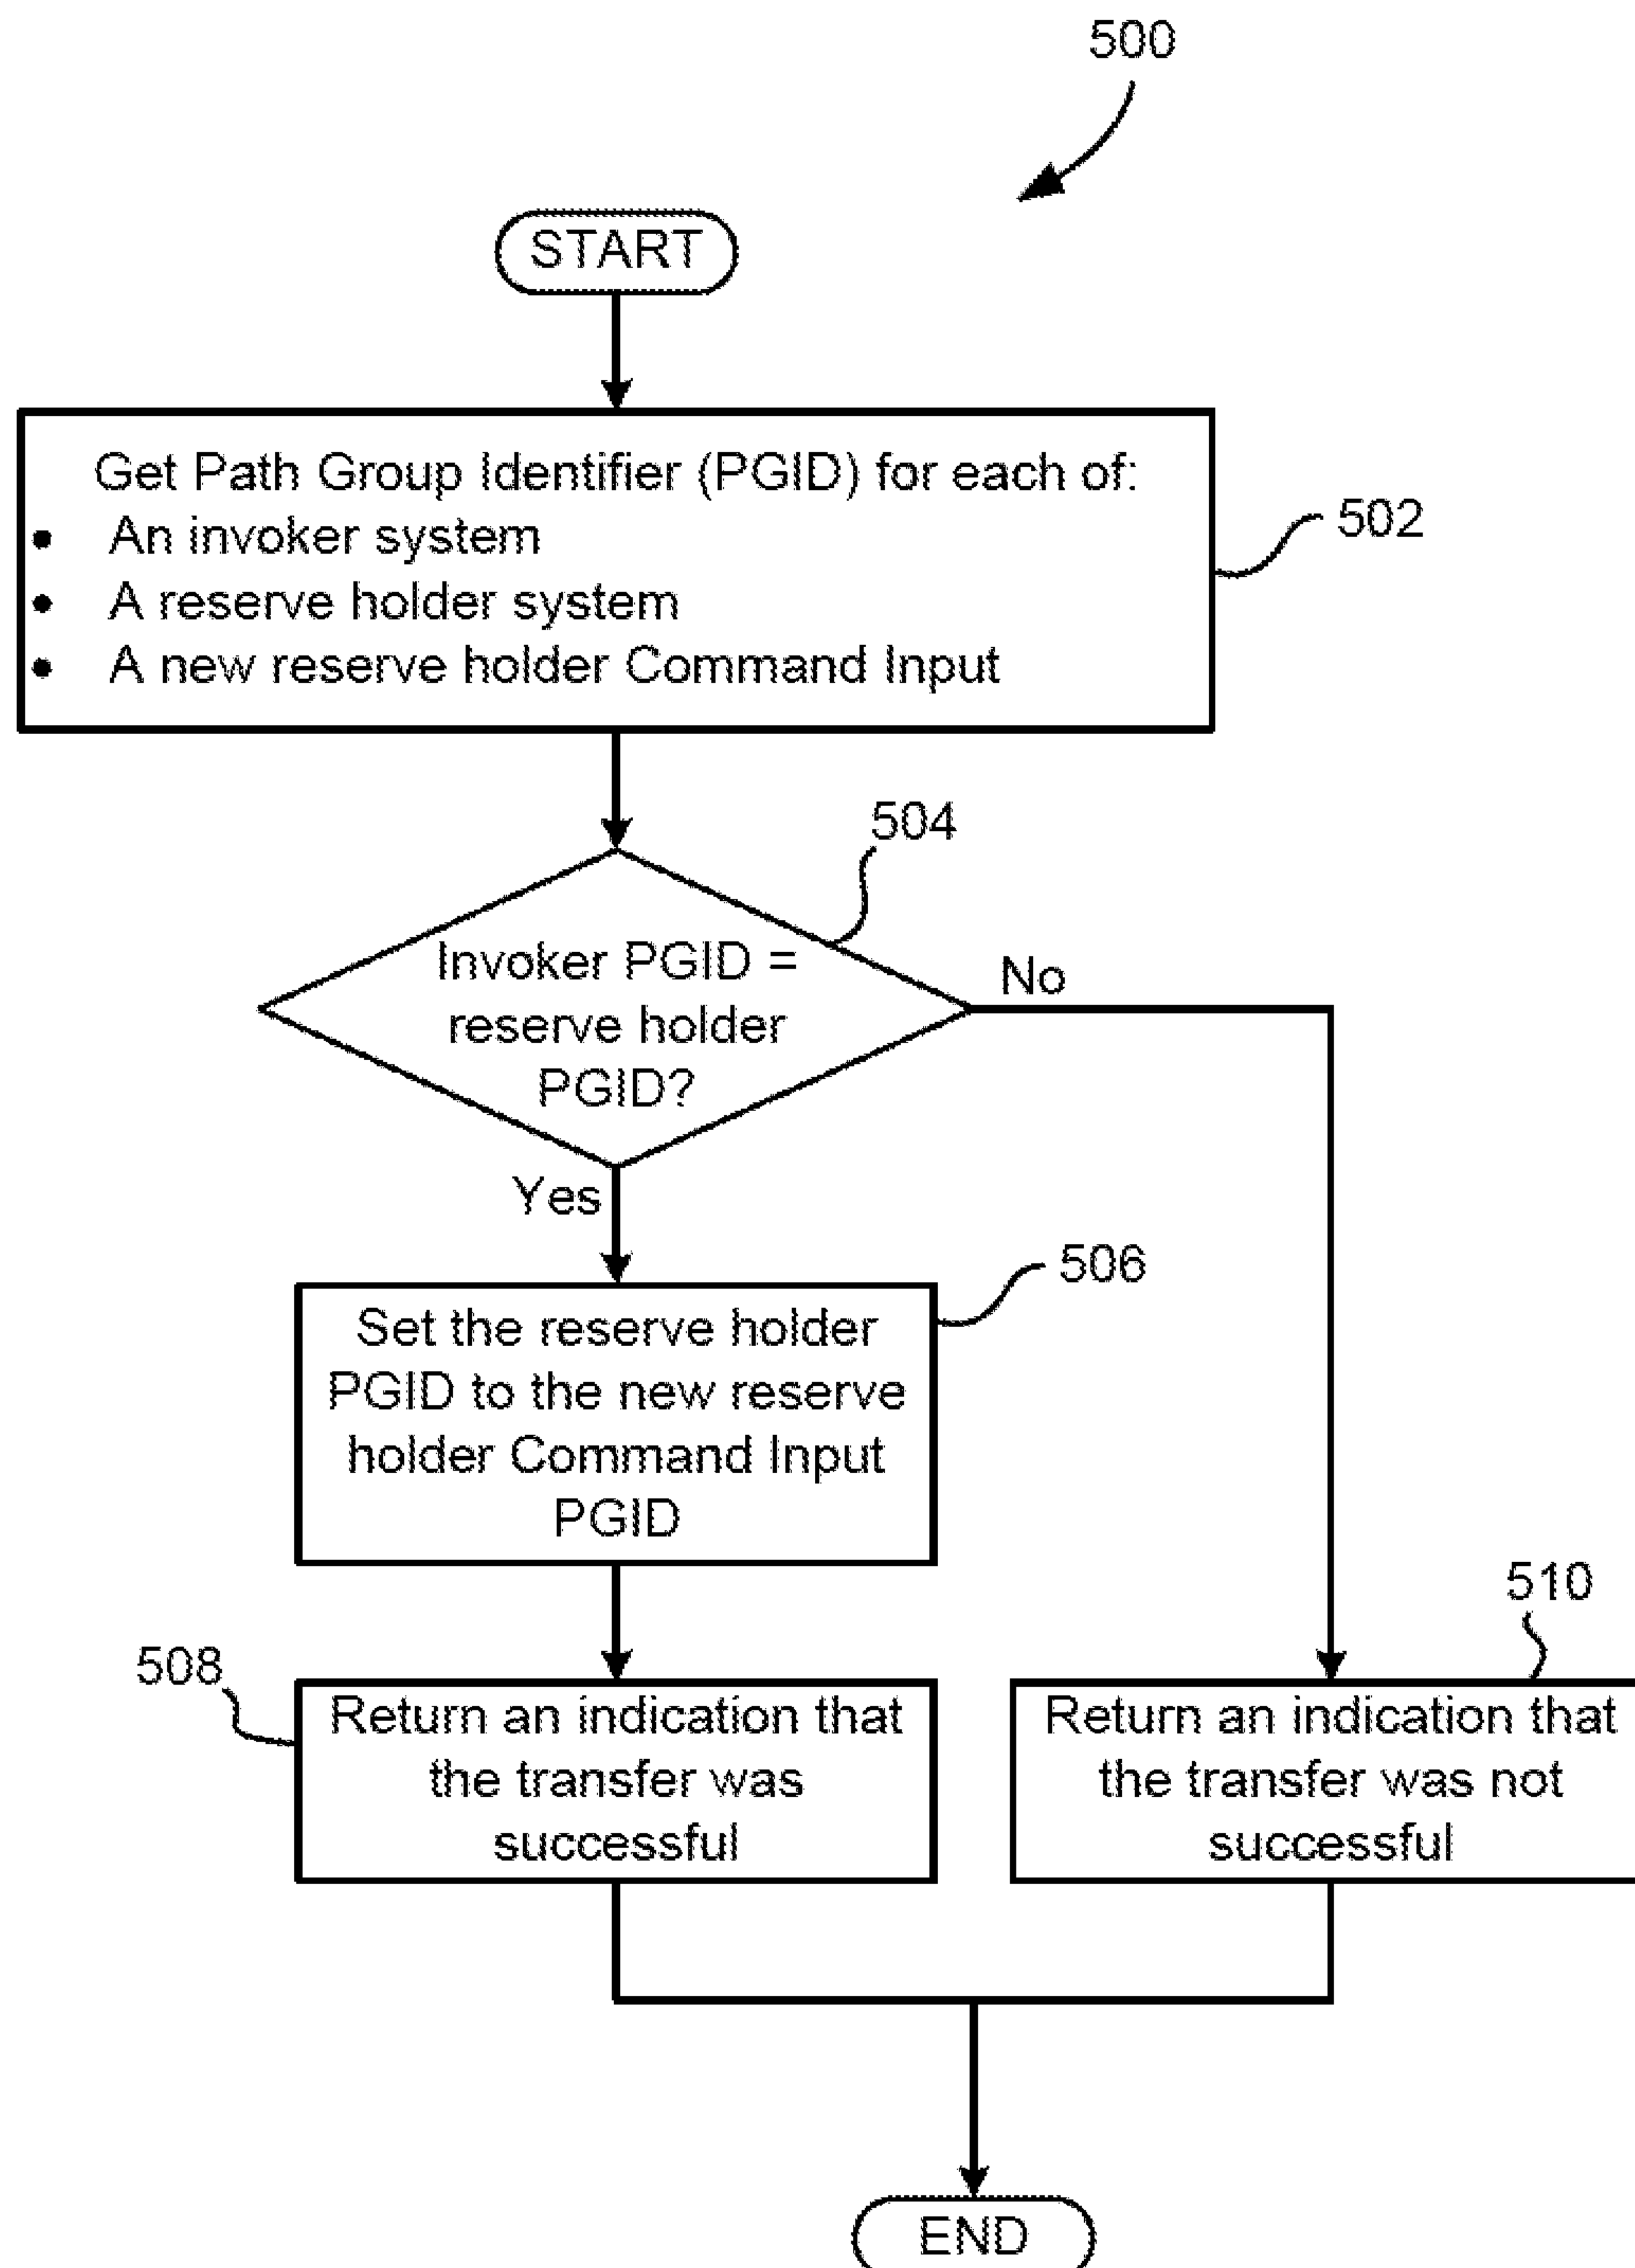 500
START
Get Path Group Identifier (PGID) for each of:
• An invoker system
• A reserve holder system
• A new reserve holder Command Input
502
504
Invoker PGID =
reserve holder
PGID?
No
Yes
506
Set the reserve holder
PGID to the new reserve
holder Command Input
PGID
510
508
Return an indication that
the transfer was
successful
Return an indication that
the transfer was not
successful
END